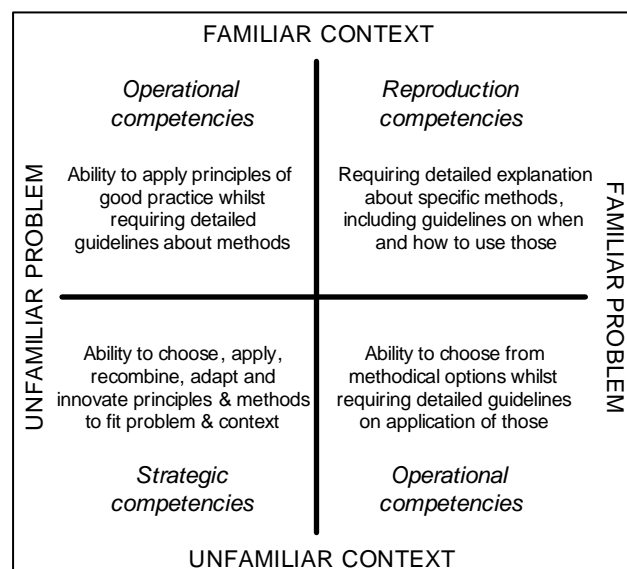 FAMILIAR CONTEXT
Operational
competencies
Ability to apply principles of
good practice whilst
requiring detailed
guidelines about methods
Reproduction
competencies
Requiring detailed explanation
about specific methods,
including guidelines on when
and how to use those
UNFAMILIAR PROBLEM
FAMILIAR PROBLEM
Ability to choose, apply,
recombine, adapt and
innovate principles & methods
to fit problem & context
Strategic
competencies
Ability to choose from
methodical options whilst
requiring detailed guidelines
on application of those
Operational
competencies
UNFAMILIAR CONTEXT